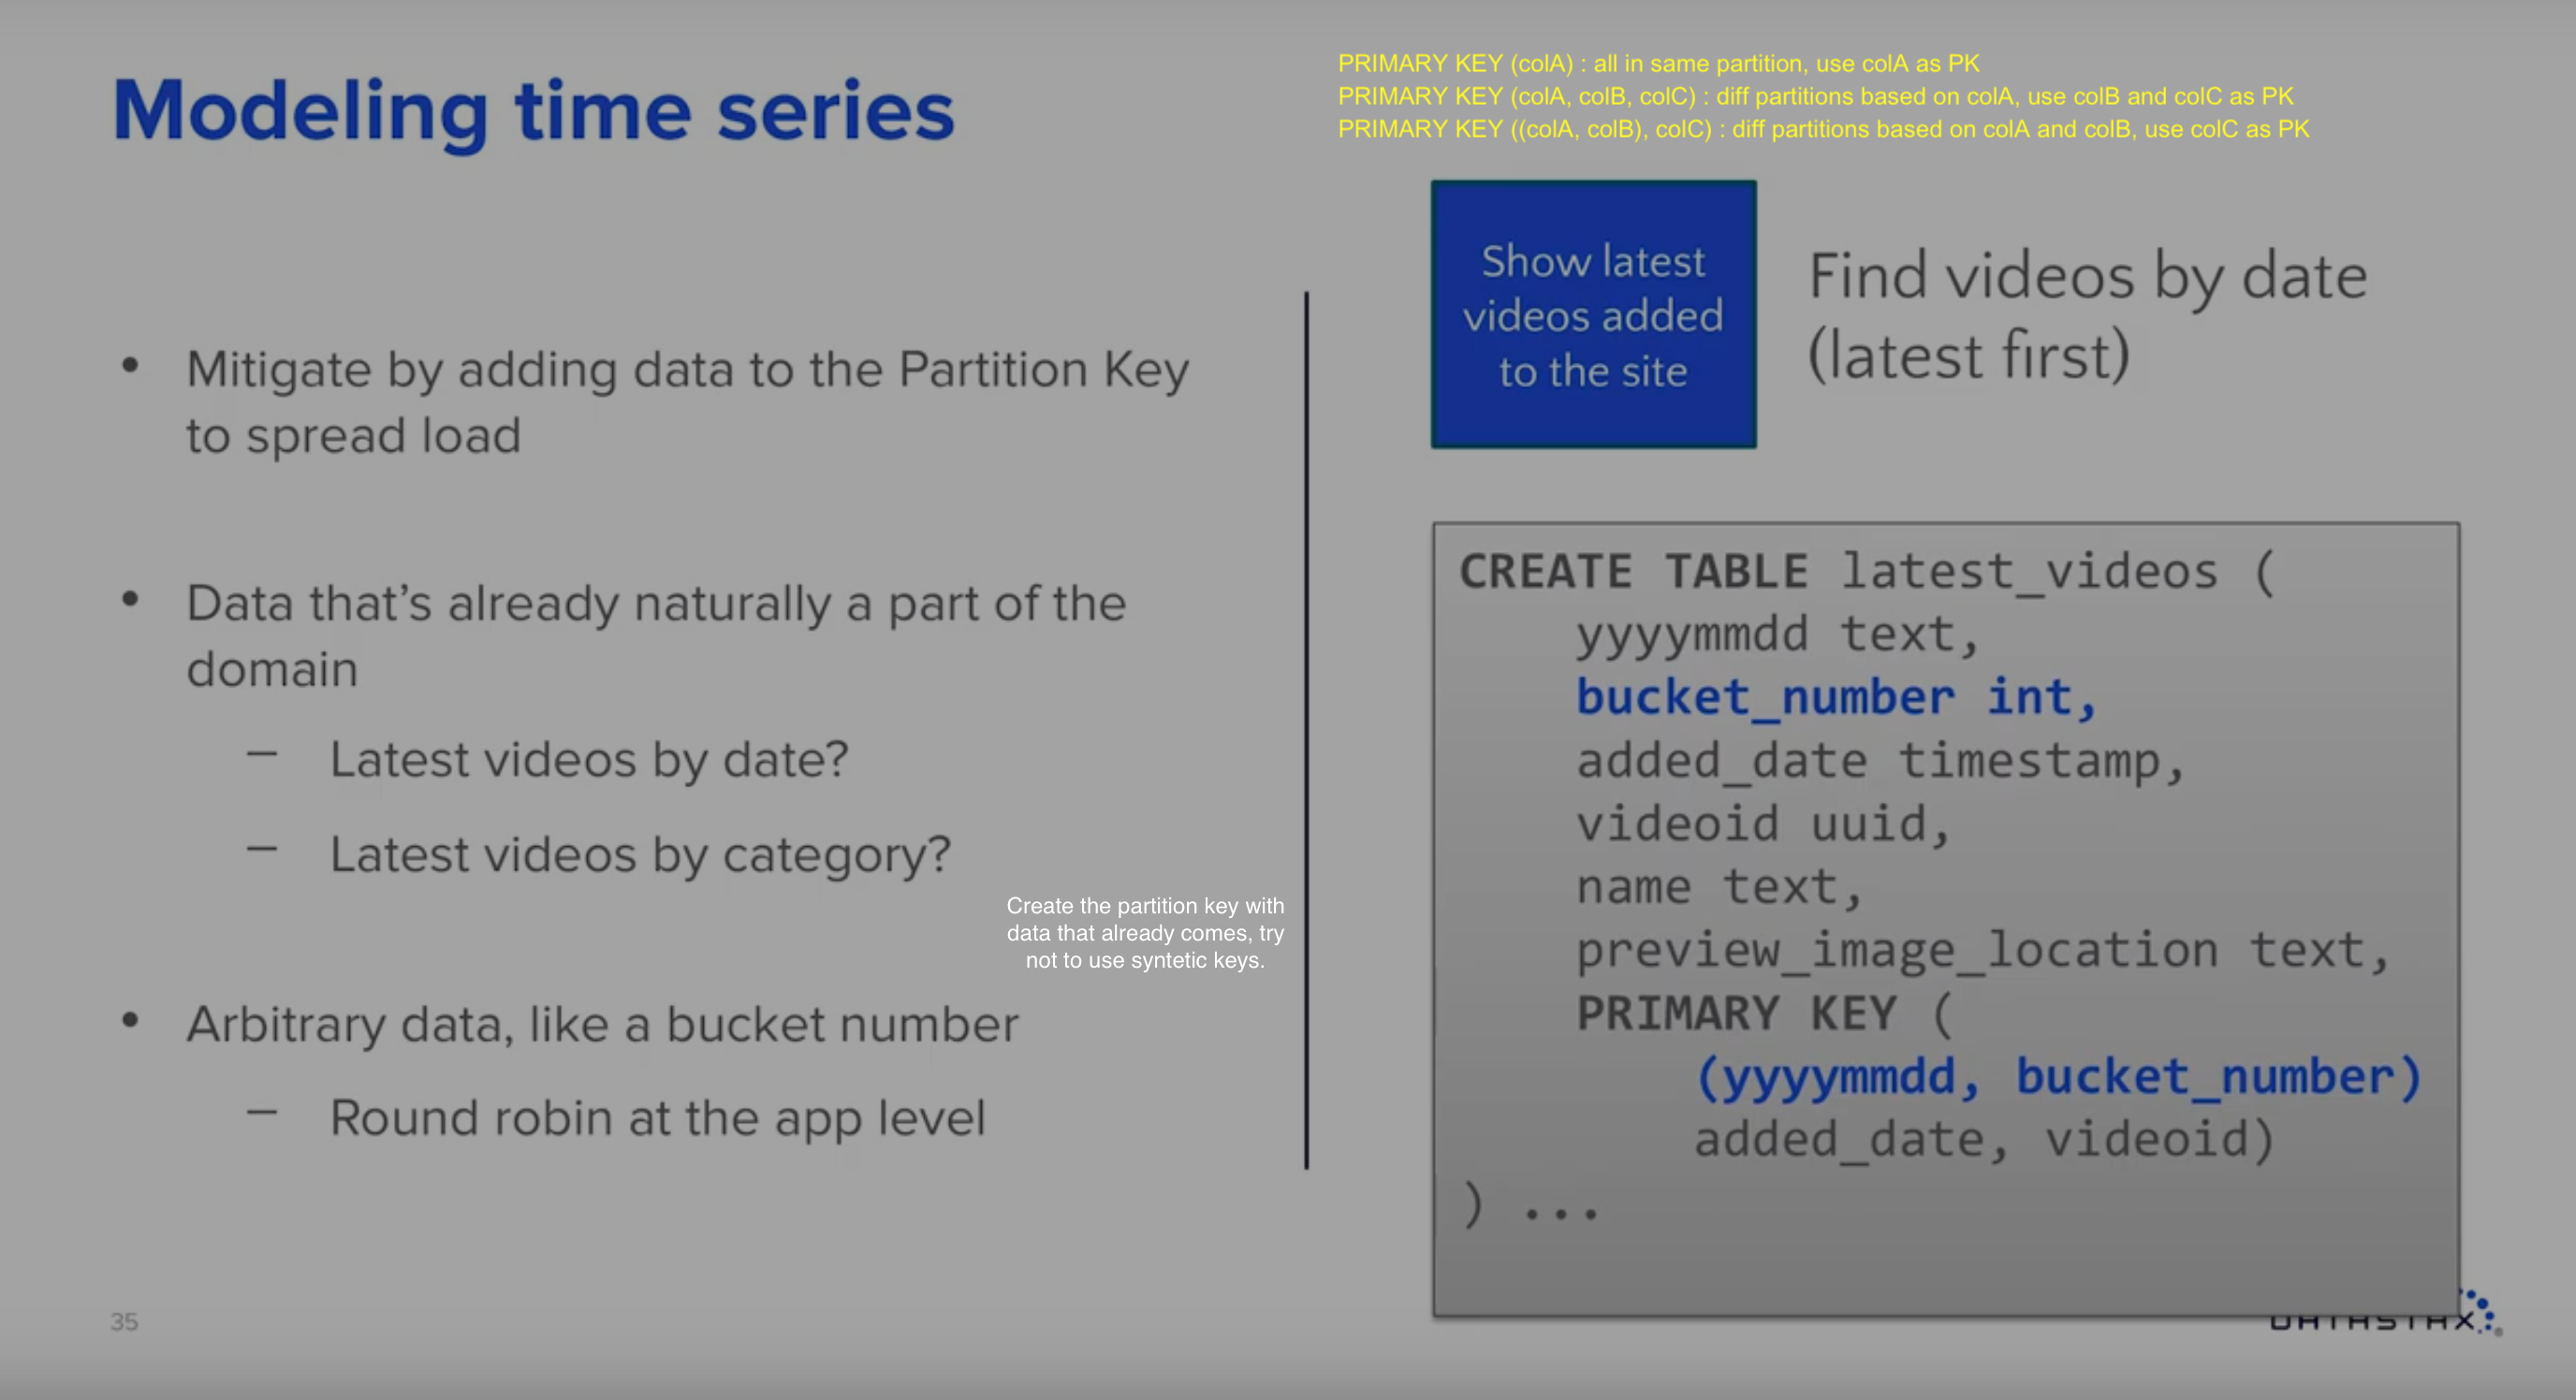 Modeling time series
PRIMARY KEY (colA) : all in same partition, use colA as PK
PRIMARY KEY (colA, colB, colC) : diff partitions based on colA, use colB and colC as PK
PRIMARY KEY ((colA, colB), colC) : diff partitions based on colA and colB, use colC as PK
• Mitigate by adding data to the Partition Key
to spread load
• Data that’s already naturally a part of the
domain
– Latest videos by date?
– Latest videos by category?
Create the partition key with
data that already comes, try
not to use syntetic keys.
• Arbitrary data, like a bucket number
– Round robin at the app level
Show latest
videos added
to the site
Find videos by date
(latest first)
CREATE TABLE latest_videos (
yyyymmdd text,
bucket_number int,
added_date timestamp,
videoid uuid,
name text,
preview_image_location text,
PRIMARY KEY (
(yyyymmdd, bucket_number)
added_date, videoid)
) ...
35
DATASTAX